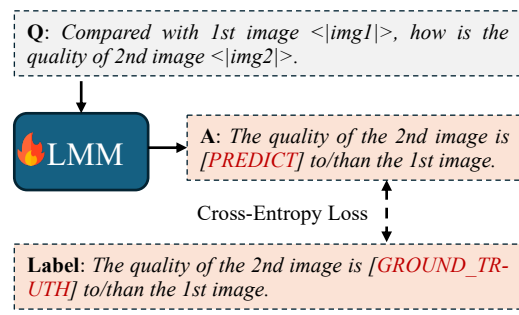 Q: Compared with 1st image <|img1|>, how is the
quality of 2nd image <|img2|>.
LMM
A: The quality of the 2nd image is
[PREDICT] to/than the 1st image.
Cross-Entropy Loss
Label: The quality of the 2nd image is [GROUND_TR-
UTH] to/than the 1st image.